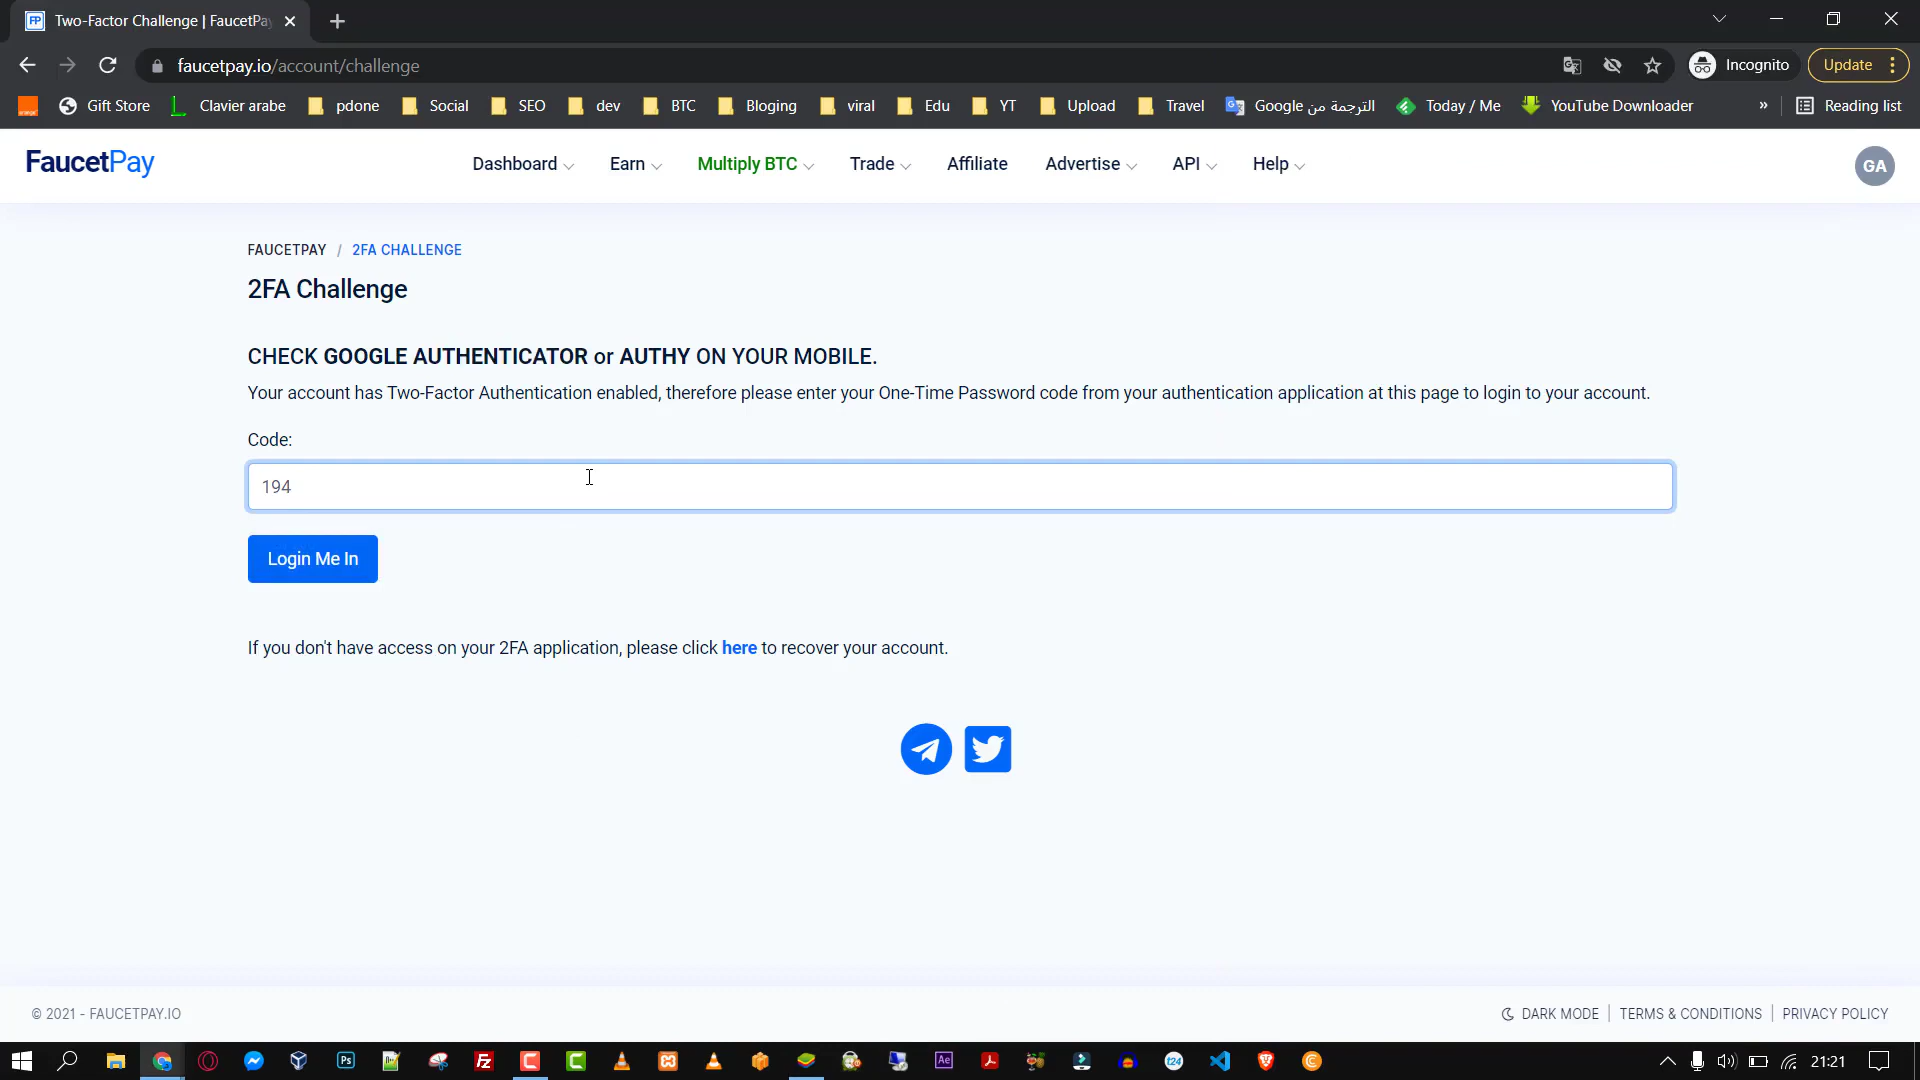 FP Two-Factor Challenge | FaucetPa
faucetpay.io/account/challenge
Incognito
Update
Gift Store
Clavier arabe
pdone
Social
SEO
dev
BTC
Bloging
viral
Edu
YT
Upload
Travel
الترجمة من Google
Today / Me
YouTube Downloader
»
Reading list
FaucetPay
Dashboard
Earn
Multiply BTC
Trade
Affiliate
Advertise
API
Help
GA
FAUCETPAY / 2FA CHALLENGE
2FA Challenge
CHECK GOOGLE AUTHENTICATOR or AUTHY ON YOUR MOBILE.
Your account has Two-Factor Authentication enabled, therefore please enter your One-Time Password code from your authentication application at this page to login to your account.
Code:
194
Login Me In
If you don't have access on your 2FA application, please click here to recover your account.
© 2021 - FAUCETPAY.IO
DARK MODE | TERMS & CONDITIONS | PRIVACY POLICY
Ps
Fz
C
C
Ae
t24
C
21:21